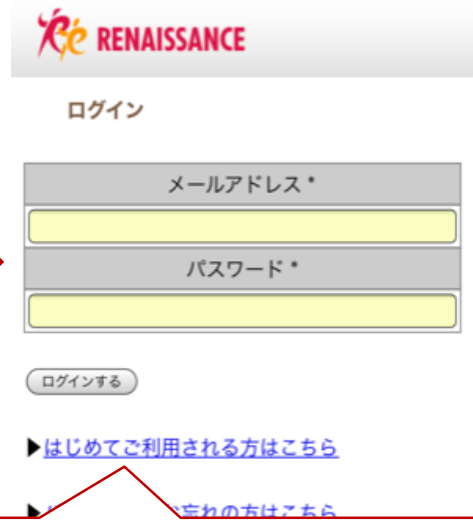 RENAISSANCE
ログイン
メールアドレス *
パスワード *
ログインする
▶はじめてご利用される方はこちら
忘れの方はこちら